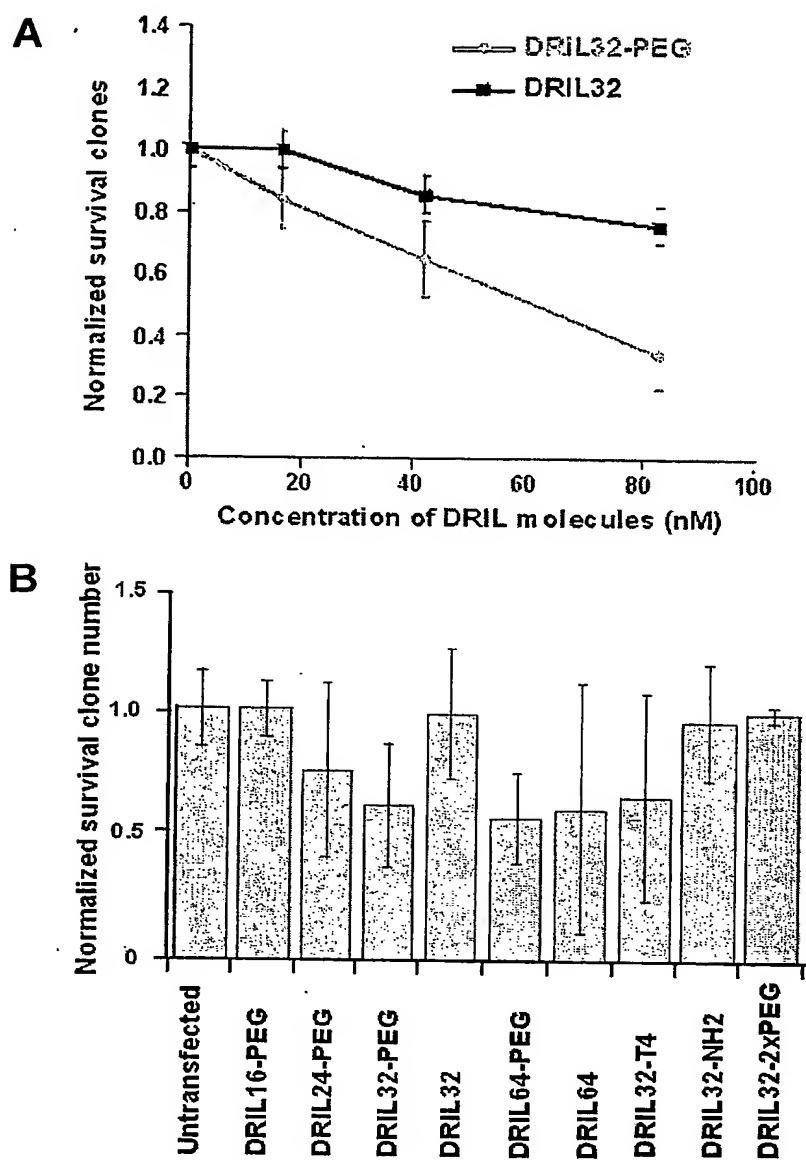 A
1.4
1.2
1.0
0.8
0.6
0.4
0.2
0.0
Normalized survival clones
DRIL32-PEG
DRIL32
0
20
40
60
80
100
Concentration of DRIL molecules (nM)
B
Normalized survival clone number
1.5
1.0
0.5
0
Untransfected
DRIL16-PEG
DRIL24-PEG
DRIL32-PEG
DRIL32
DRIL64-PEG
DRIL64
DRIL32-T4
DRIL32-NH2
DRIL32-2xPEG